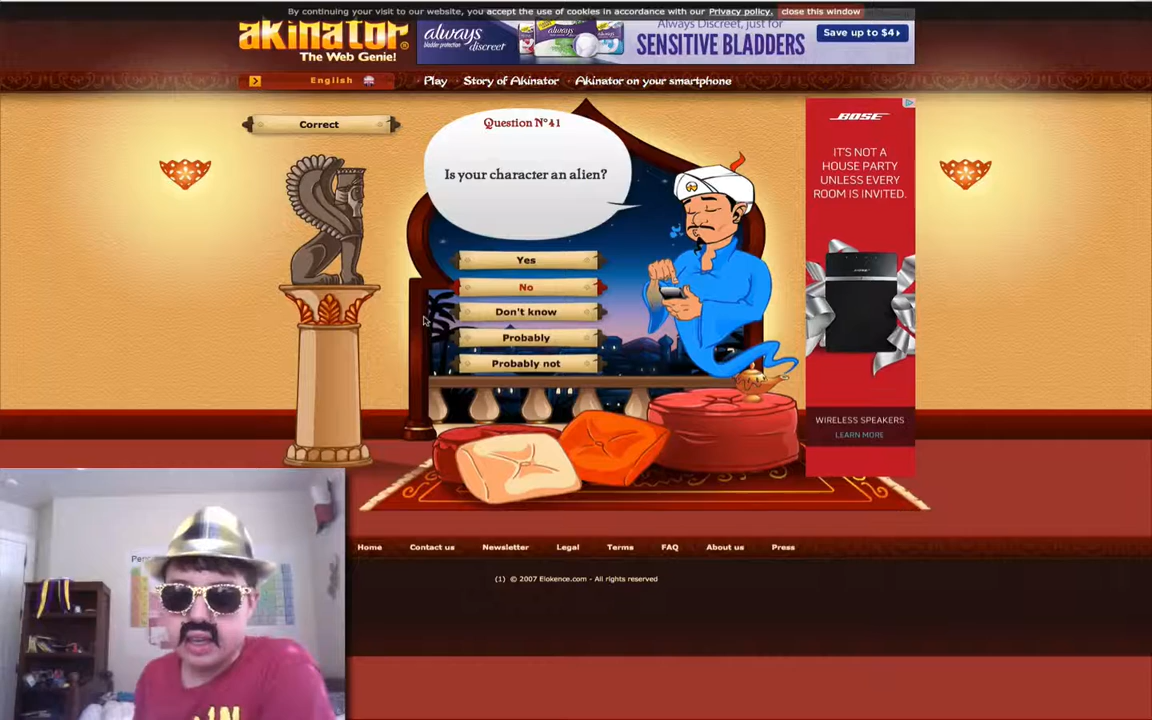 By continuing your visit to our website, you accept the use of cookies in accordance with our Privacy policy. close this window
akinator®
The Web Genie!
always
bladder protection
discreet
always
Always Discreet, just for
SENSITIVE BLADDERS
Save up to $4
English
Play
Story of Akinator
Akinator on your smartphone
Correct
Question N°41
Is your character an alien?
Yes
No
Don't know
Probably
Probably not
BOSE
IT'S NOT A
HOUSE PARTY
UNLESS EVERY
ROOM IS INVITED.
WIRELESS SPEAKERS
LEARN MORE
Home
Contact us
Newsletter
Legal
Terms
FAQ
About us
Press
(1) © 2007 Elokence.com - All rights reserved